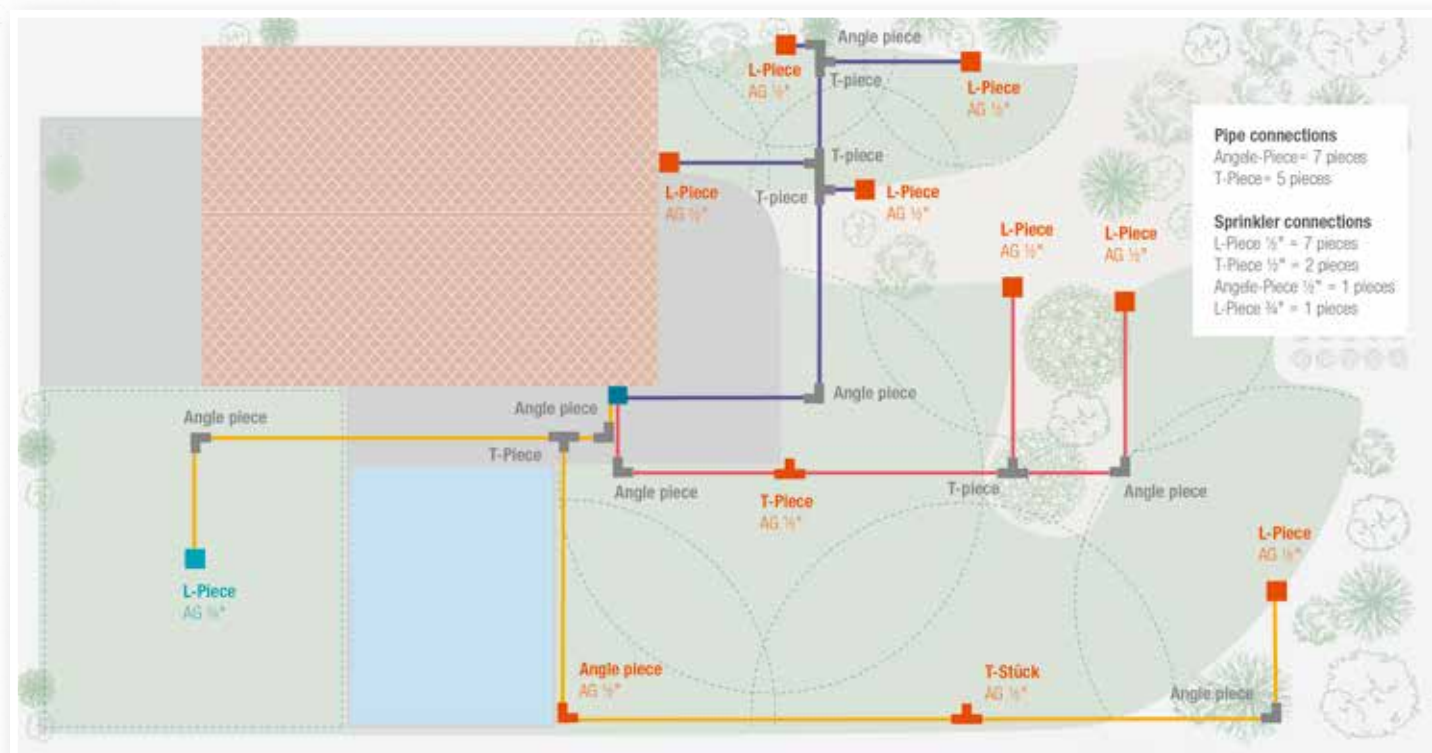 Angle piece
L-Piece
AG ½"
T-piece
L-Piece
AG ½"
Pipe connections
Angele-Piece= 7 pieces
T-Piece= 5 pieces
Sprinkler connections
L-Piece ½" = 7 pieces
T-Piece ½" = 2 pieces
Angele-Piece ½" = 1 pieces
L-Piece ¾" = 1 pieces
T-piece
L-Piece
AG ½"
T-piece
L-Piece
AG ½"
L-Piece
AG ½"
L-Piece
AG ½"
Angle piece
Angle piece
Angle piece
T-Piece
Angle piece
T-Piece
AG ½"
T-piece
Angle piece
L-Piece
AG ½"
L-Piece
AG ¾"
Angle piece
AG ½"
T-Stück
AG ½"
Angle piece